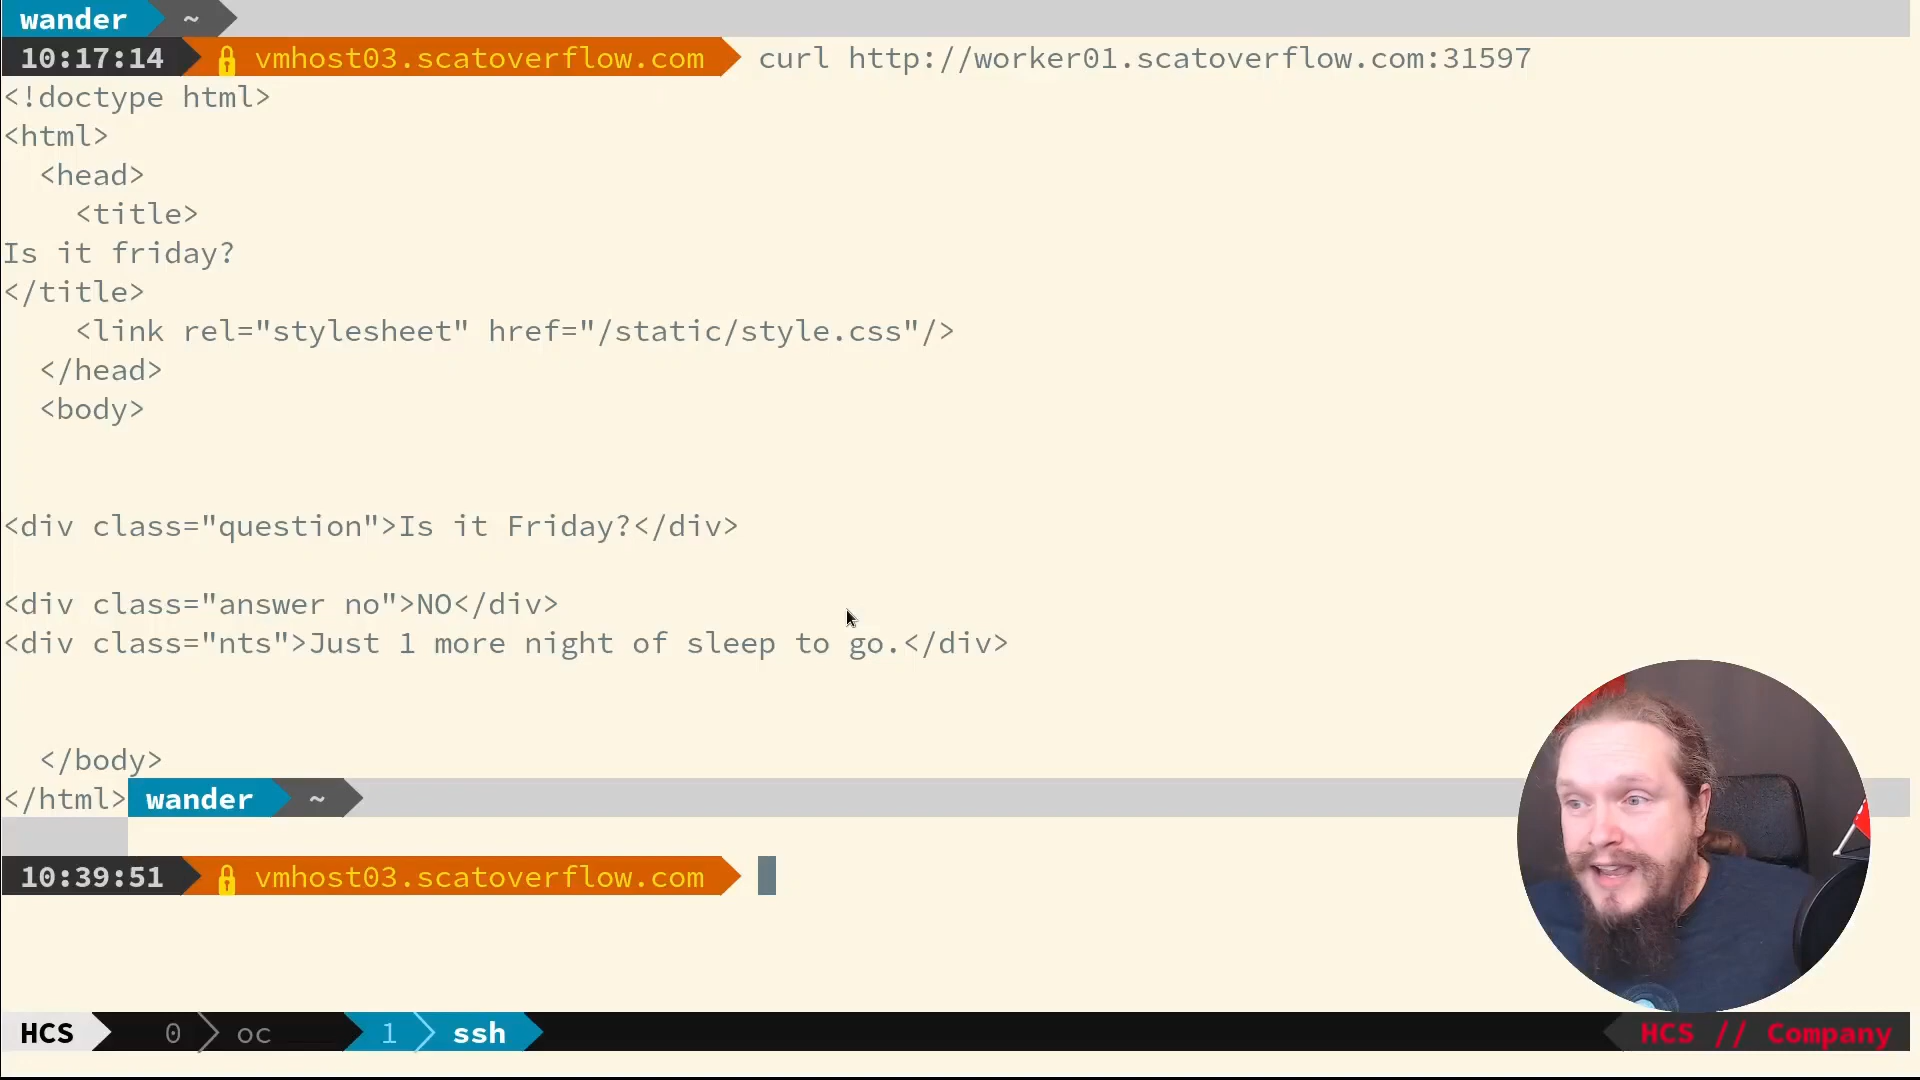 wander ~
10:17:14 vmhost03.scatoverflow.com curl http://worker01.scatoverflow.com:31597
<!doctype html>
<html>
  <head>
    <title>
Is it friday?
</title>
    <link rel="stylesheet" href="/static/style.css"/>
  </head>
  <body>
<div class="question">Is it Friday?</div>
<div class="answer no">NO</div>
<div class="nts">Just 1 more night of sleep to go.</div>
  </body>
</html> wander ~
10:39:51 vmhost03.scatoverflow.com
HCS 0 oc 1 ssh HCS // Company